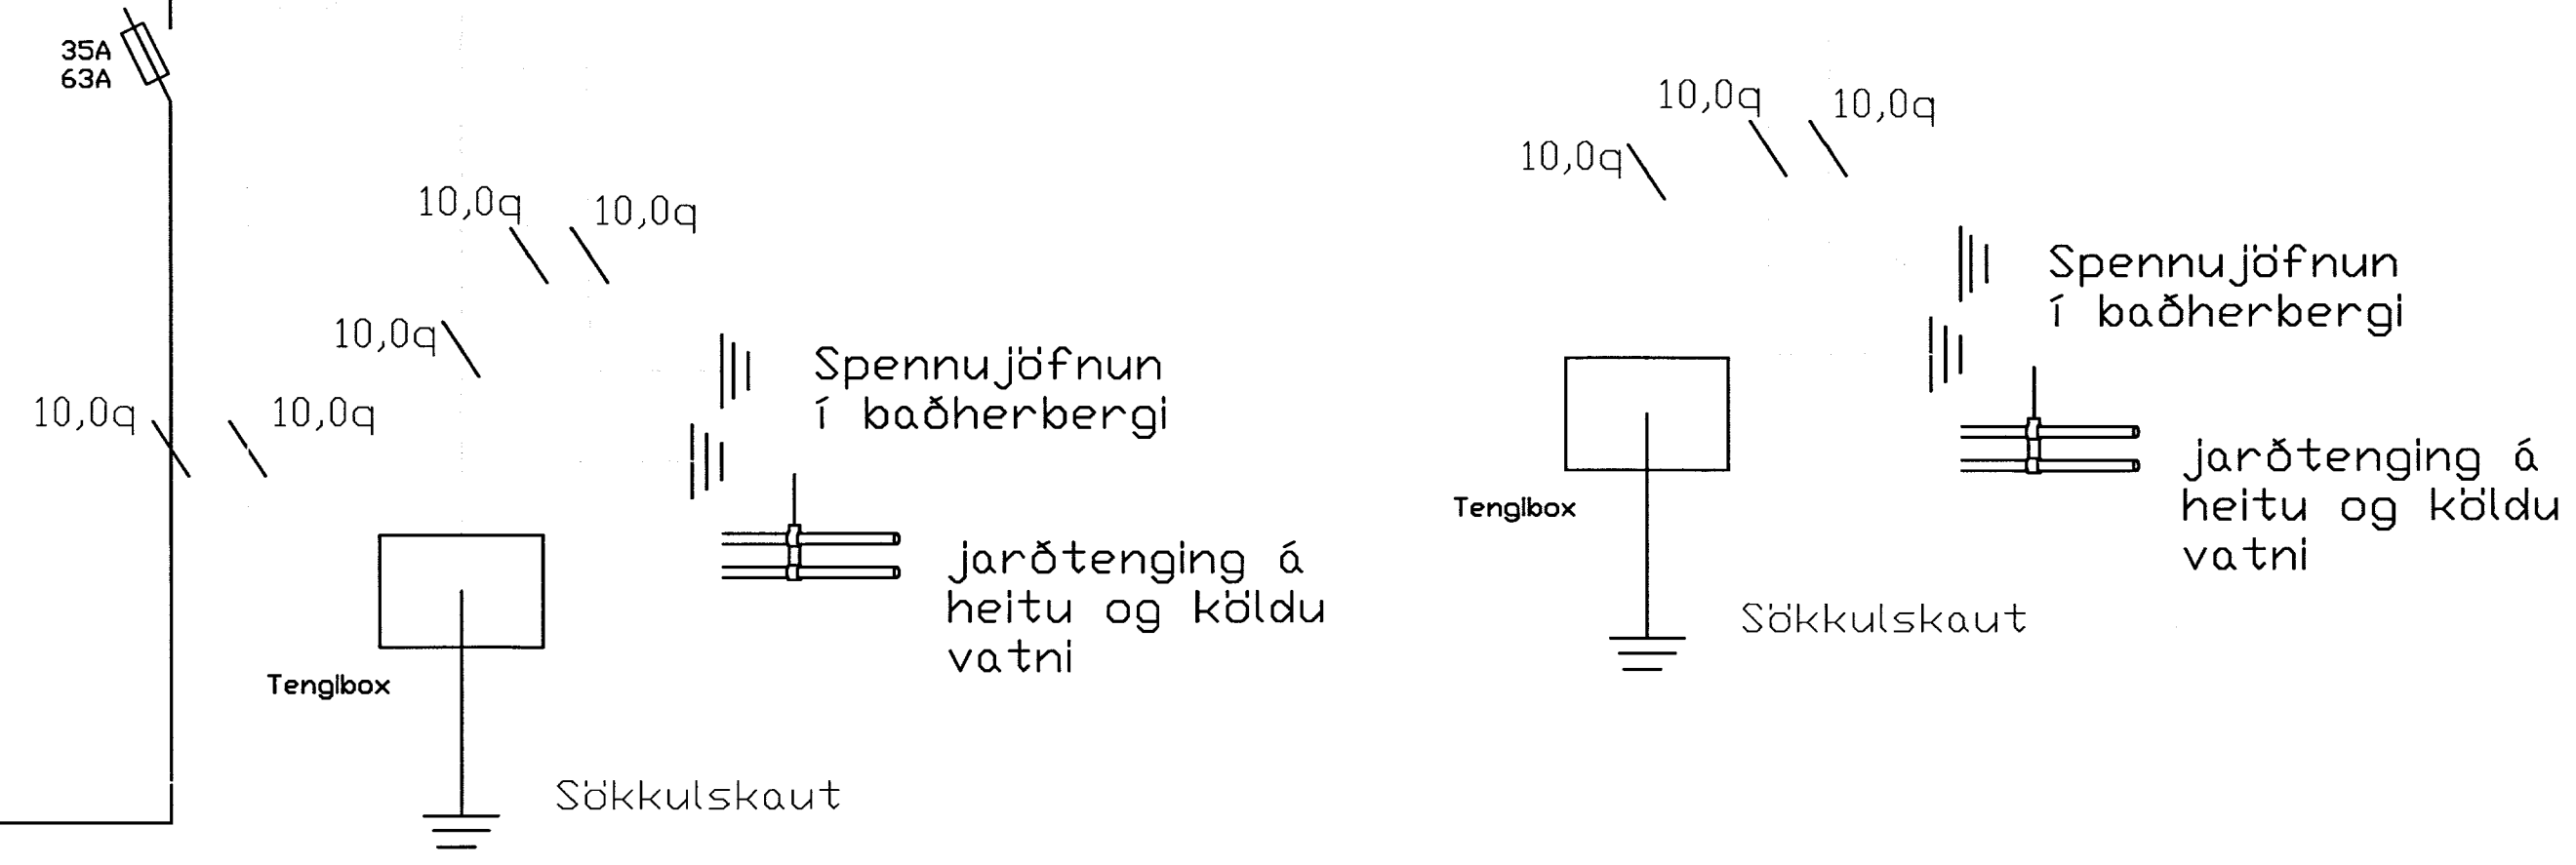 35A
63A
10,0q
10,0q
10,0q
10,0q
10,0q
Spennujöfnun
í baðherbergi
jarðtenging á
heitu og köldu
vatni
Tenglbox
Sökkulskaut
10,0q
10,0q
10,0q
Spennujöfnun
í baðherbergi
jarðtenging á
heitu og köldu
vatni
Tenglbox
Sökkulskaut